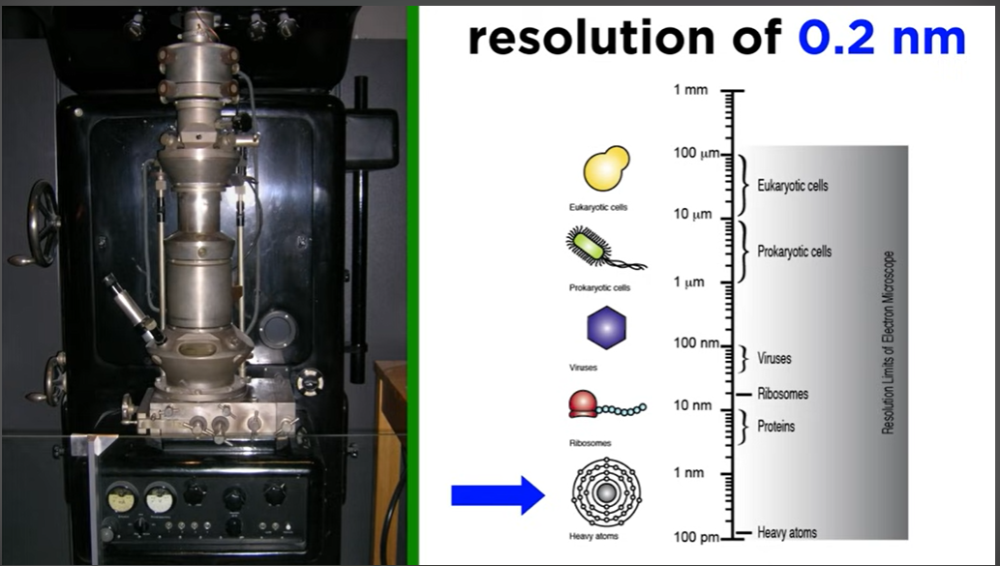 resolution of 0.2 nm
1 mm
100 μm
Eukaryotic cells
Eukaryotic cells
10 μm
Prokaryotic cells
Prokaryotic cells
1 μm
100 nm
Viruses
Viruses
Ribosomes
10 nm
Proteins
Ribosomes
1 nm
Heavy atoms
Heavy atoms
100 pm
Resolution Limits of Electron Microscope